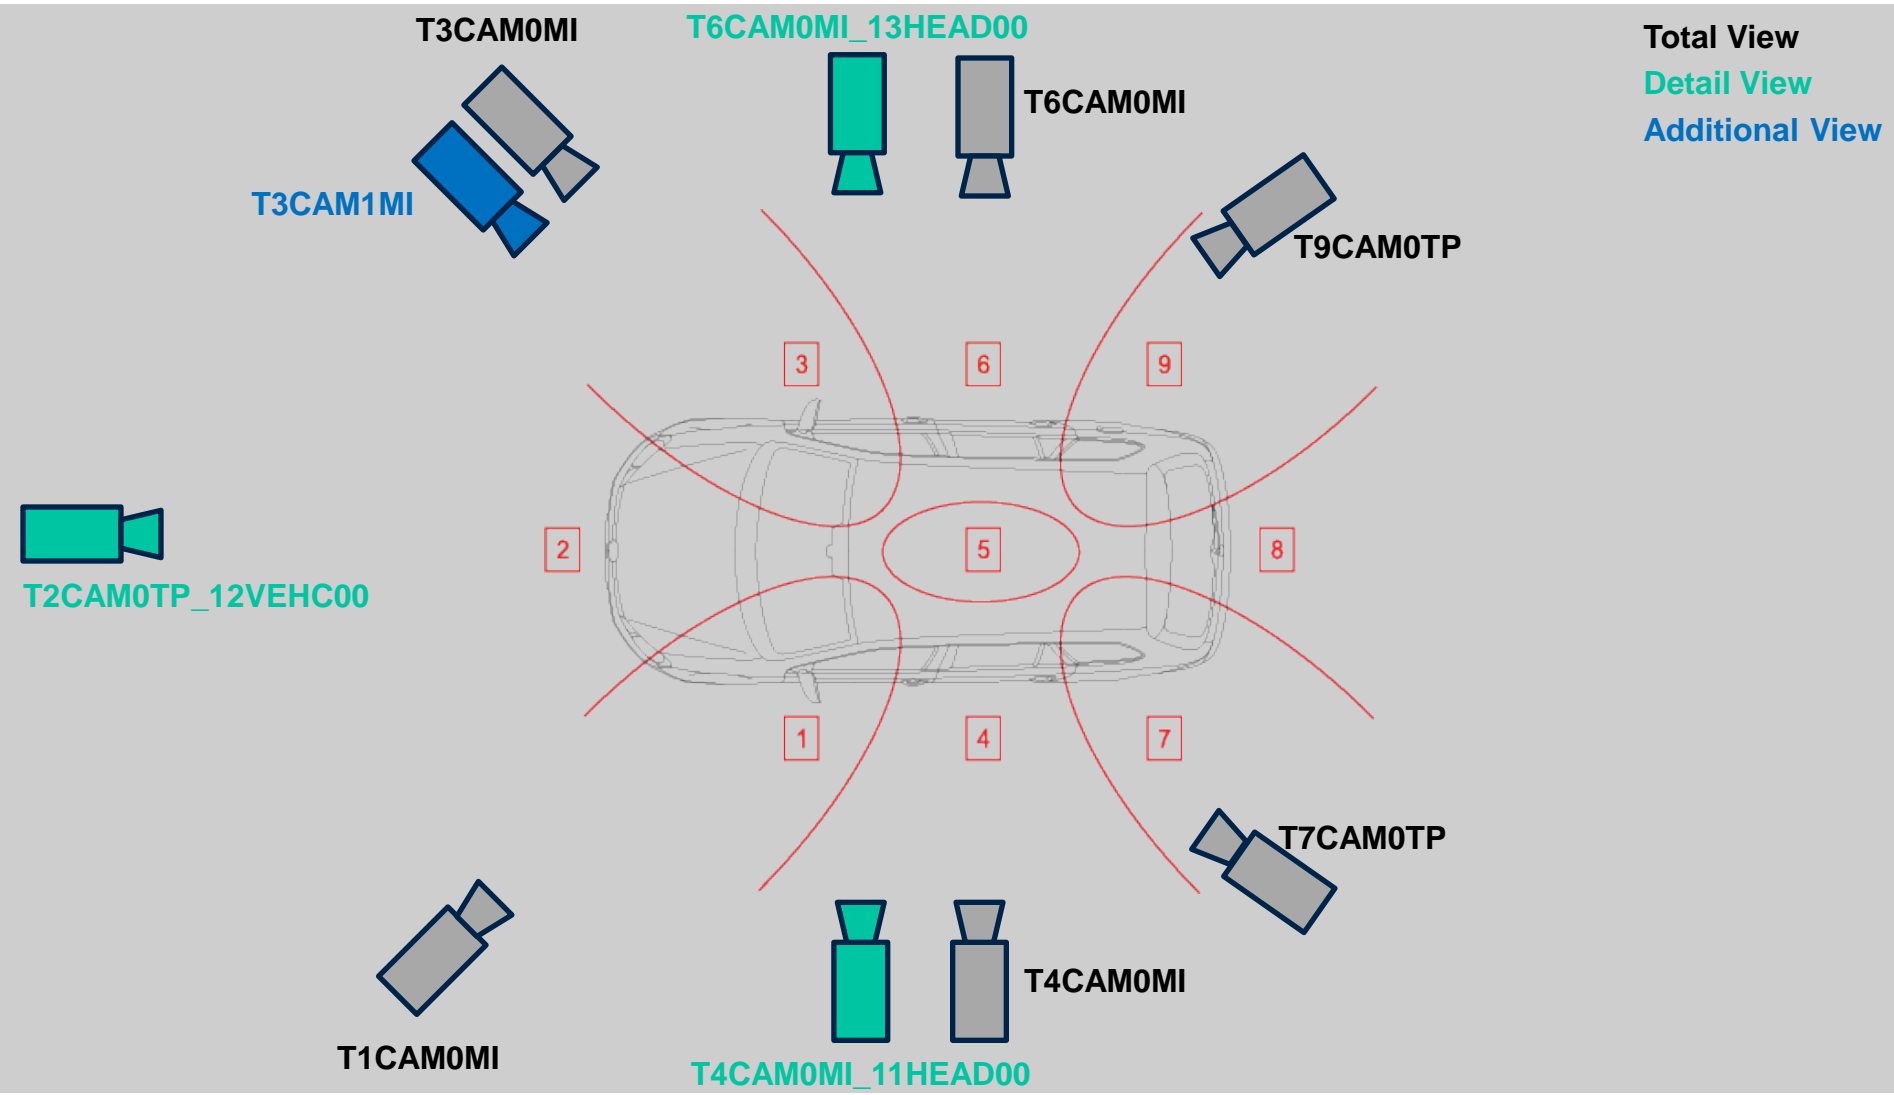 T3CAM0MI
T6CAM0MI_13HEAD00
Total View
Detail View
Additional View
T6CAM0MI
T3CAM1MI
T9CAM0TP
3
6
9
2
5
8
T2CAM0TP_12VEHC00
1
4
7
T7CAM0TP
T4CAM0MI
T1CAM0MI
T4CAM0MI_11HEAD00